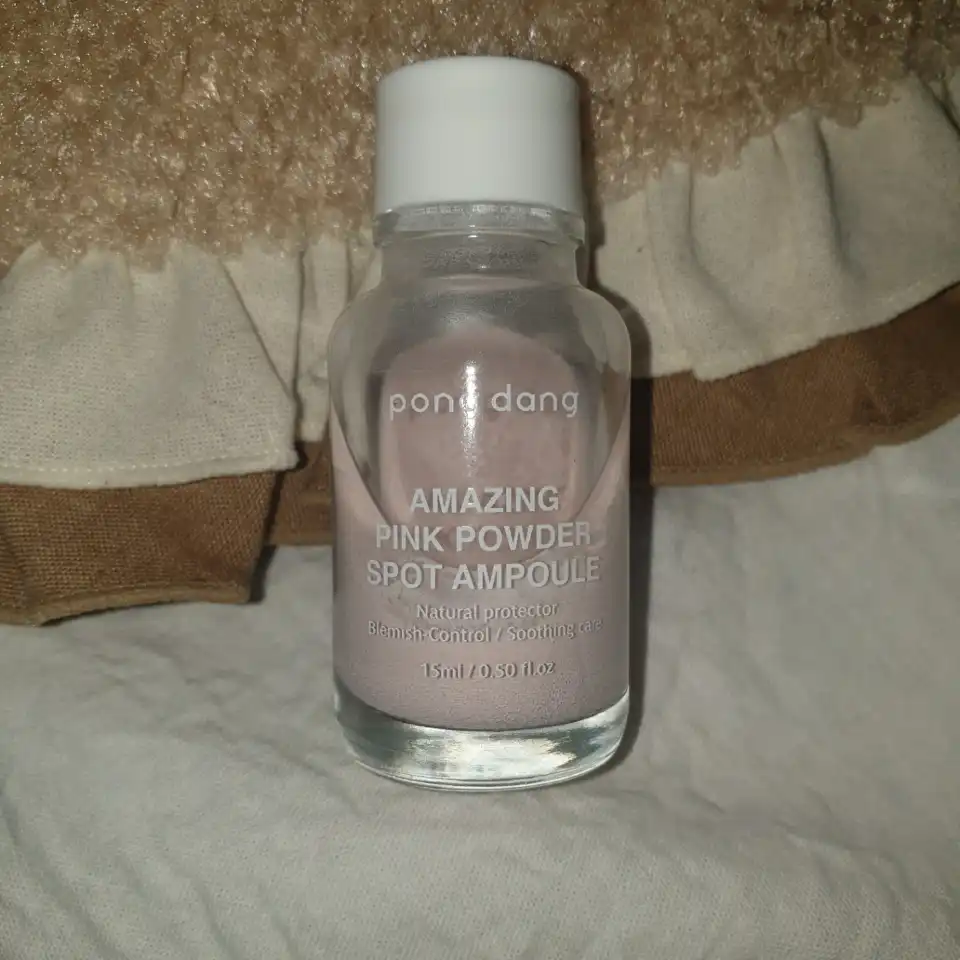 pong dang
AMAZING
PINK POWDER
SPOT AMPOULE
Natural protector
Blemish-Control / Soothing care
15ml / 0.50 fl.oz